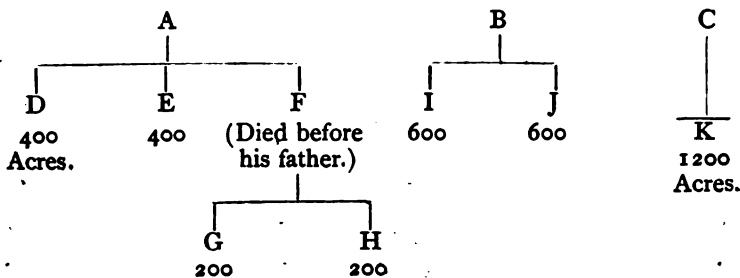 A B C
D E F I J K
400 400 (Died before 600 600 1200
Acres. his father.) Acres.
G H
200 200